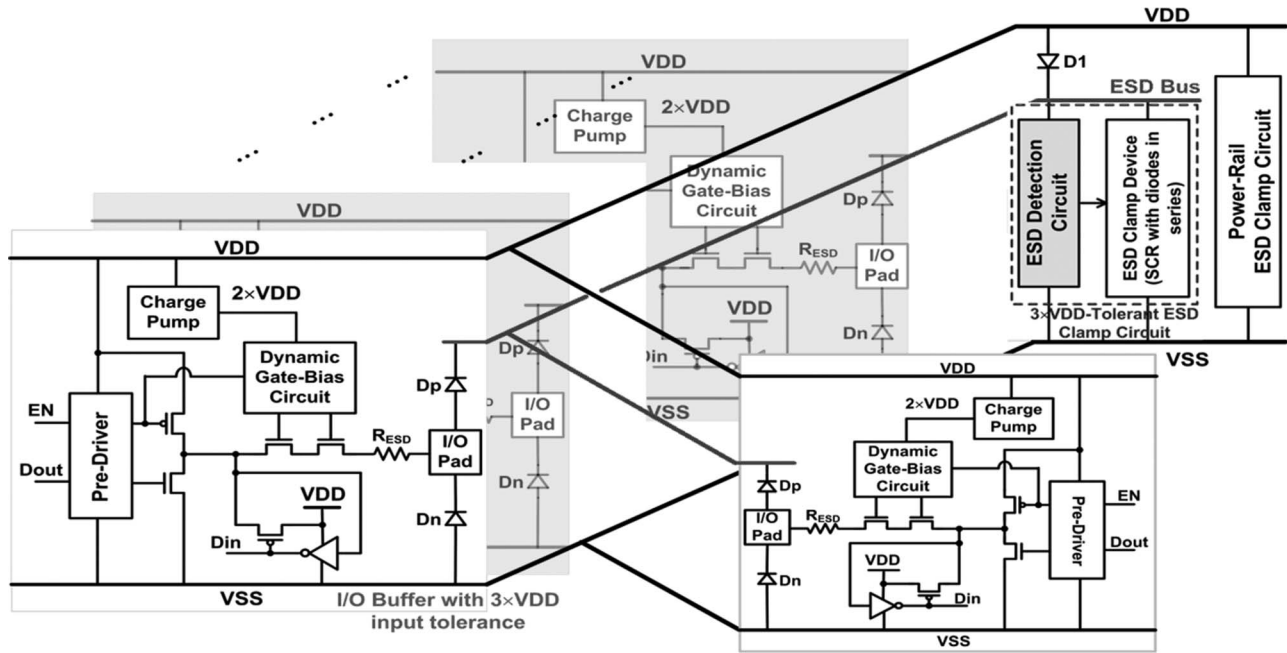 VDD
Charge
Pump
2×VDD
Dynamic
Gate-Bias
Circuit
Dp
RESD
I/O
Pad
VDD
Dn
Din
VSS
VDD
D1
ESD Bus
ESD Detection
Circuit
ESD Clamp Device
(SCR with diodes in
series)
Power-Rail
ESD Clamp Circuit
3×VDD-Tolerant ESD
Clamp Circuit
VSS
VDD
Dp
I/O
Pad
Dn
VDD
Charge
Pump
2×VDD
Dynamic
Gate-Bias
Circuit
EN
Dout
Pre-Driver
RESD
Dp
I/O
Pad
Dn
VDD
Din
VSS
I/O Buffer with 3×VDD
input tolerance
VDD
2×VDD
Charge
Pump
Dynamic
Gate-Bias
Circuit
Dp
I/O
Pad
RESD
Dn
VDD
Din
Pre-Driver
EN
Dout
VSS